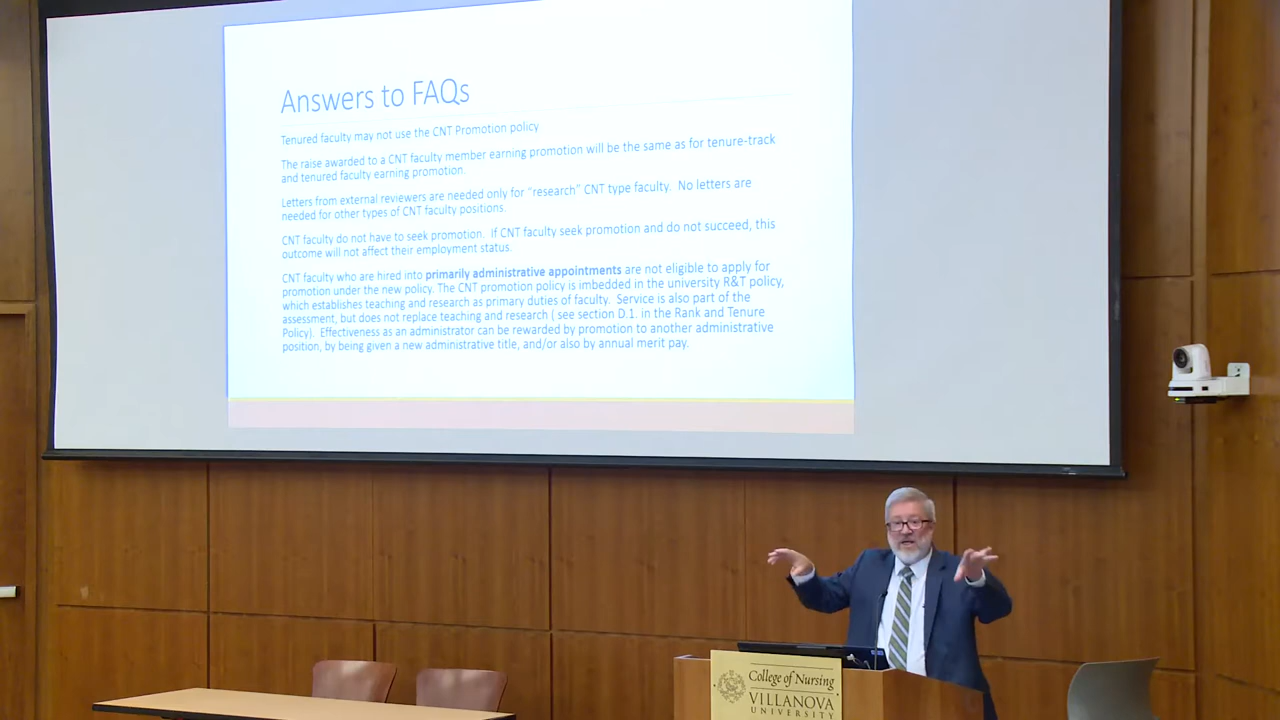 Answers to FAQs
Tenured faculty may not use the CNT Promotion policy
The raise awarded to a CNT faculty member earning promotion will be the same as for tenure-track
and tenured faculty earning promotion.
Letters from external reviewers are needed only for “research” CNT type faculty. No letters are
needed for other types of CNT faculty positions.
CNT faculty do not have to seek promotion. If CNT faculty seek promotion and do not succeed, this
outcome will not affect their employment status.
CNT faculty who are hired into primarily administrative appointments are not eligible to apply for
promotion under the new policy. The CNT promotion policy is imbedded in the university R&T policy,
which establishes teaching and research as primary duties of faculty. Service is also part of the
assessment, but does not replace teaching and research ( see section D.1. in the Rank and Tenure
Policy). Effectiveness as an administrator can be rewarded by promotion to another administrative
position, by being given a new administrative title, and/or also by annual merit pay.
College of Nursing
VILLANOVA
UNIVERSITY